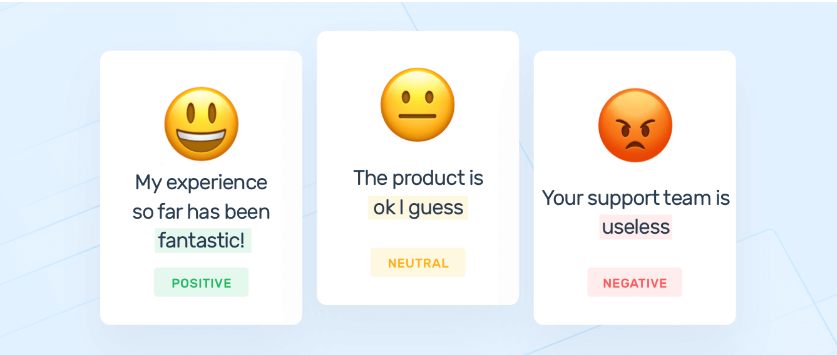 My experience
so far has been
fantastic!
POSITIVE
The product is
ok I guess
NEUTRAL
Your support team is
useless
NEGATIVE